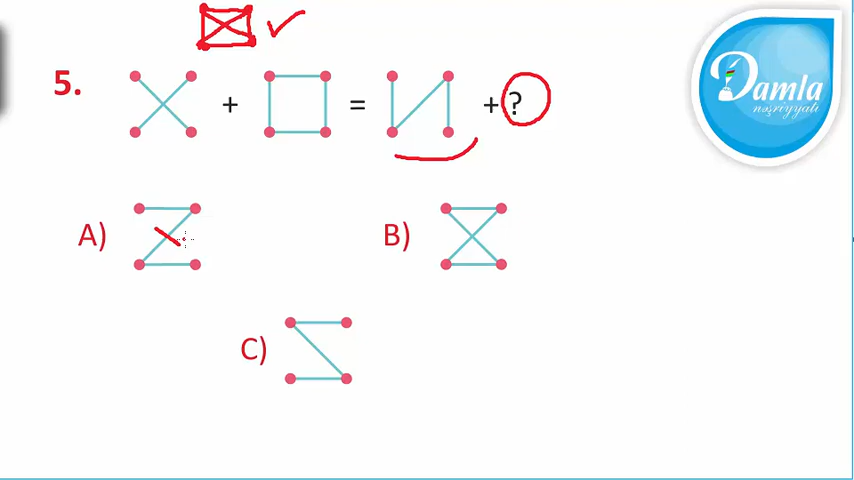 5.
+ = + ?
Damla
nəşriyyatı
A)
B)
C)